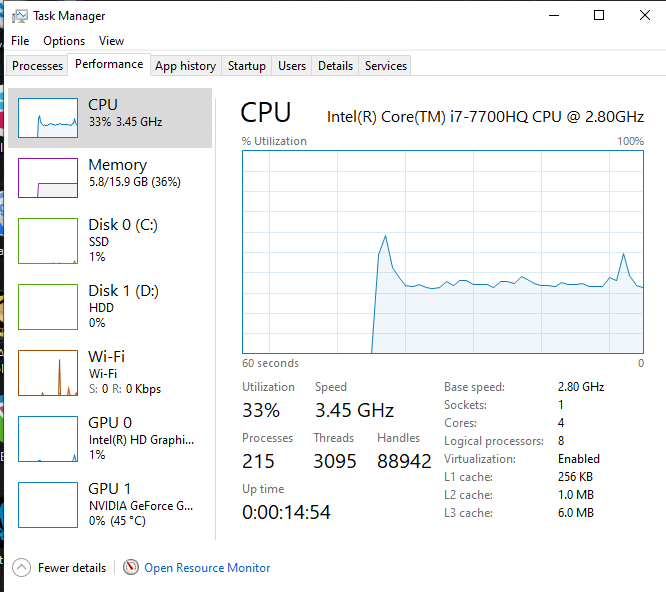 Task Manager
File Options View
Processes Performance App history Startup Users Details Services
CPU
33% 3.45 GHz
Memory
5.8/15.9 GB (36%)
Disk 0 (C:)
SSD
1%
Disk 1 (D:)
HDD
0%
Wi-Fi
Wi-Fi
S: 0 R: 0 Kbps
GPU 0
Intel(R) HD Graphi...
1%
GPU 1
NVIDIA GeForce G...
0% (45 °C)
CPU Intel(R) Core(TM) i7-7700HQ CPU @ 2.80GHz
% Utilization 100%
60 seconds 0
Utilization Speed
33% 3.45 GHz
Processes Threads Handles
215 3095 88942
Up time
0:00:14:54
Base speed: 2.80 GHz
Sockets: 1
Cores: 4
Logical processors: 8
Virtualization: Enabled
L1 cache: 256 KB
L2 cache: 1.0 MB
L3 cache: 6.0 MB
Fewer details Open Resource Monitor